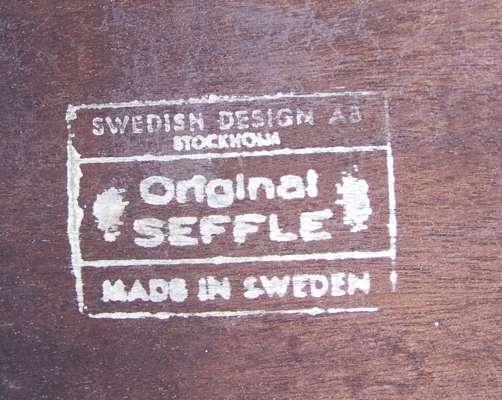 SWEDISH DESIGN AB
STOCKHOLM
Original
SEFFLE
MADE IN SWEDEN